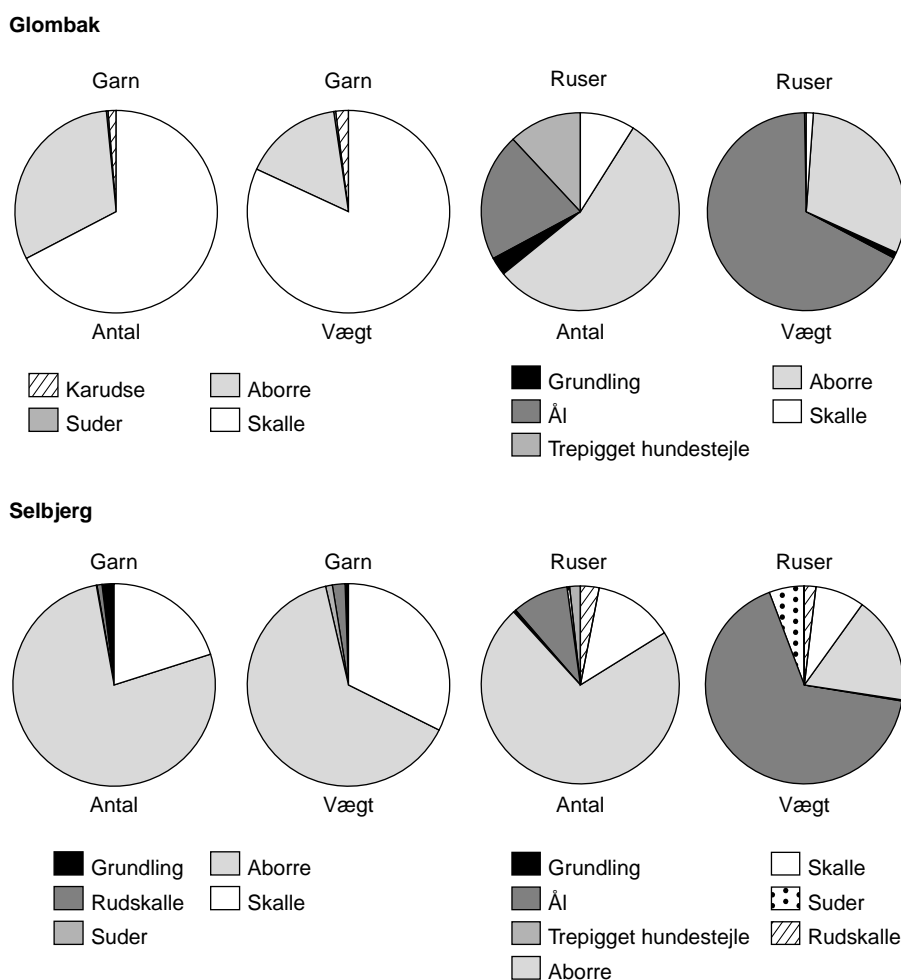 Glombak
Garn
Garn
Ruser
Ruser
Antal
Vægt
Antal
Vægt
Karudse
Aborre
Suder
Skalle
Grundling
Aborre
Ål
Skalle
Trepigget hundestejle
Selbjerg
Garn
Garn
Ruser
Ruser
Antal
Vægt
Antal
Vægt
Grundling
Aborre
Rudskalle
Skalle
Suder
Grundling
Skalle
Ål
Suder
Trepigget hundestejle
Rudskalle
Aborre